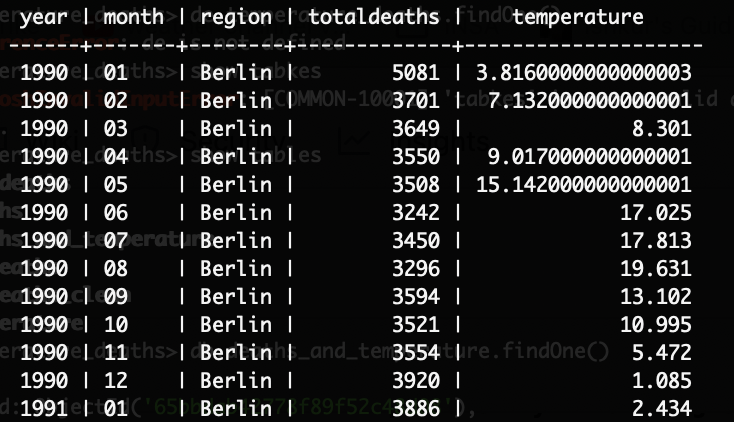 year | month | region | totaldeaths | temperature
------+-------+--------+-------------+--------------------
1990 | 01 | Berlin | 5081 | 3.8160000000000003
1990 | 02 | Berlin | 3701 | 7.132000000000001
1990 | 03 | Berlin | 3649 | 8.301
1990 | 04 | Berlin | 3550 | 9.017000000000001
1990 | 05 | Berlin | 3508 | 15.142000000000001
1990 | 06 | Berlin | 3242 | 17.025
1990 | 07 | Berlin | 3450 | 17.813
1990 | 08 | Berlin | 3296 | 19.631
1990 | 09 | Berlin | 3594 | 13.102
1990 | 10 | Berlin | 3521 | 10.995
1990 | 11 | Berlin | 3554 | 5.472
1990 | 12 | Berlin | 3920 | 1.085
1991 | 01 | Berlin | 3886 | 2.434